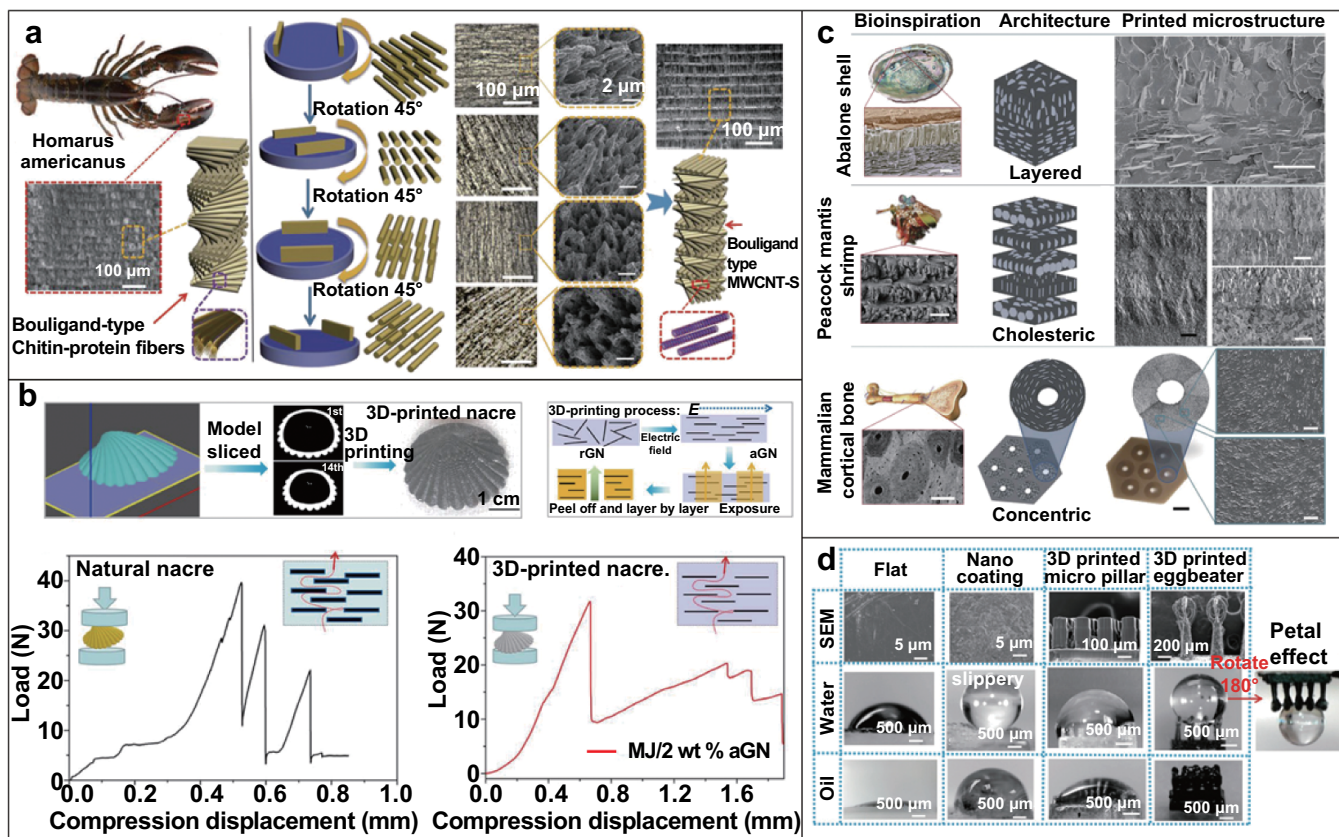 a
Homarus
americanus
100 μm
Bouligand-type
Chitin-protein fibers
Rotation 45°
Rotation 45°
Rotation 45°
100 μm
2 μm
100 μm
Bouligand
type
MWCNT-S
b
Model
sliced
1st
14th
3D
printing
3D-printed nacre
1 cm
3D-printing process: E
Electric
field
rGN
aGN
Peel off and layer by layer
Exposure
Natural nacre
Load (N)
40
30
20
10
0
0.0
0.2
0.4
0.6
0.8
1.0
Compression displacement (mm)
3D-printed nacre.
Load (N)
40
30
20
10
0
0.0
0.4
0.8
1.2
1.6
MJ/2 wt % aGN
Compression displacement (mm)
c
Bioinspiration
Architecture
Printed microstructure
Abalone shell
Layered
Peacock mantis
shrimp
Cholesteric
Mammalian
cortical bone
Concentric
d
Flat
Nano
coating
3D printed
micro pillar
3D printed
eggbeater
SEM
5 μm
5 μm
100 μm
200 μm
Petal
effect
Rotate
180°
Water
slippery
500 μm
500 μm
500 μm
500 μm
500 μm
Oil
500 μm
500 μm
500 μm
500 μm